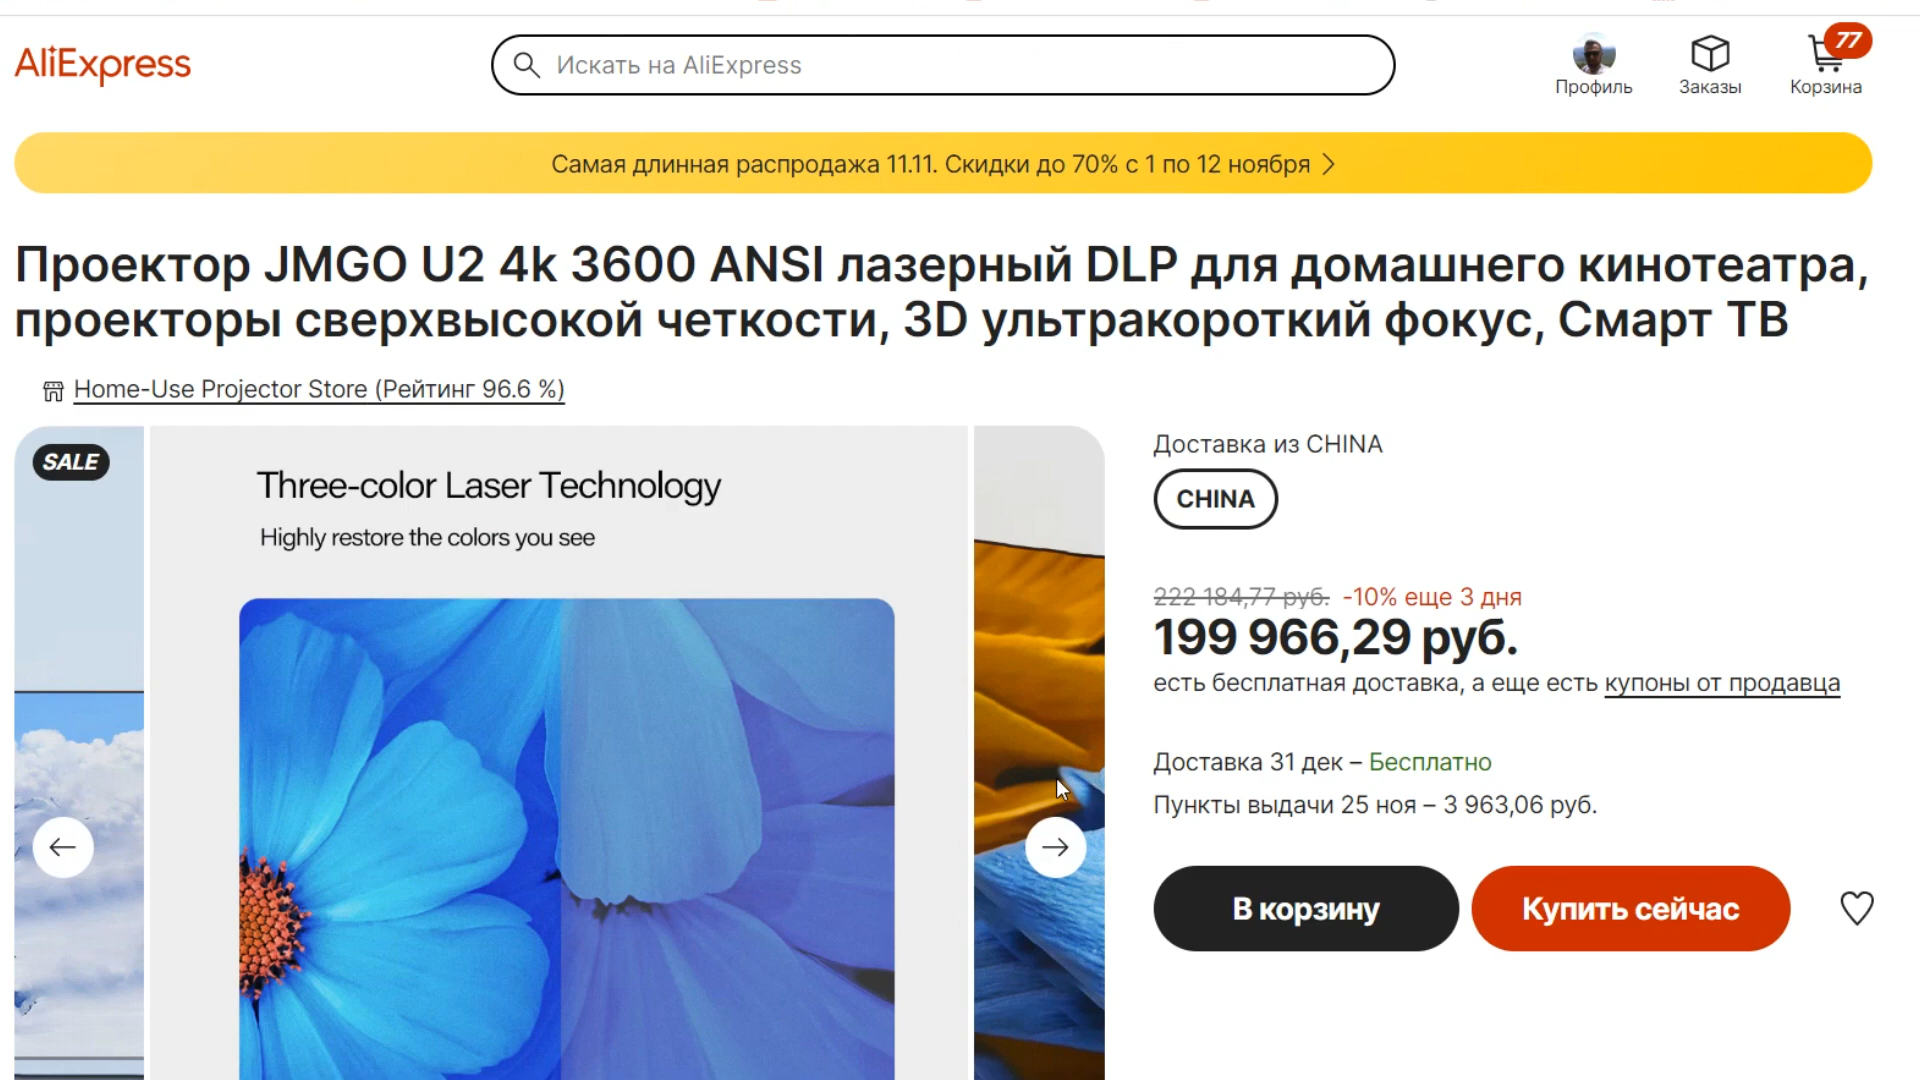 AliExpress
Искать на AliExpress
77
Профиль
Заказы
Корзина
Самая длинная распродажа 11.11. Скидки до 70% с 1 по 12 ноября
Проектор JMGO U2 4k 3600 ANSI лазерный DLP для домашнего кинотеатра,
проекторы сверхвысокой четкости, 3D ультракороткий фокус, Смарт ТВ
Home-Use Projector Store (Рейтинг 96.6 %)
SALE
Three-color Laser Technology
Highly restore the colors you see
Доставка из CHINA
CHINA
222 184,77 руб. -10% еще 3 дня
199 966,29 руб.
есть бесплатная доставка, а еще есть купоны от продавца
Доставка 31 дек – Бесплатно
Пункты выдачи 25 ноя – 3 963,06 руб.
В корзину
Купить сейчас